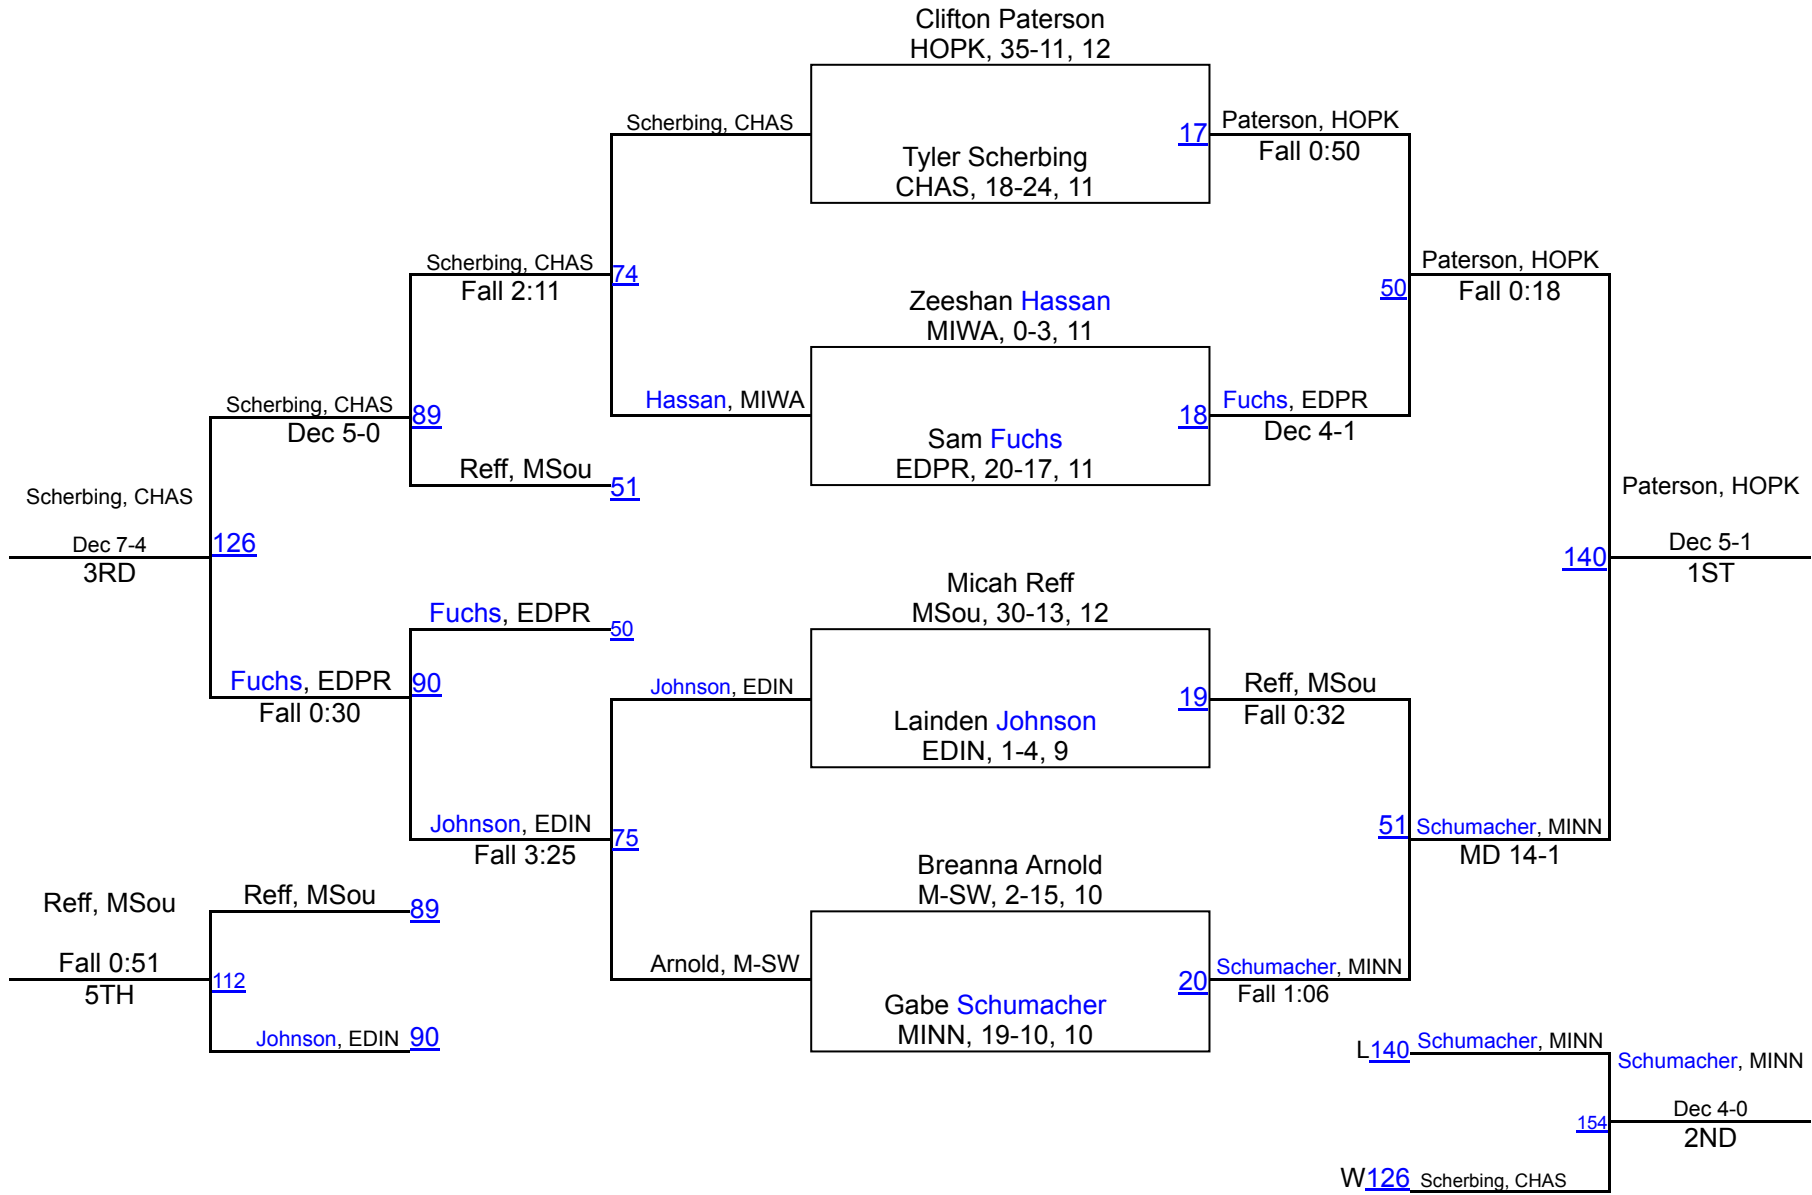 Clifton Paterson
HOPK, 35-11, 12
Scherbing, CHAS
17
Paterson, HOPK
Fall 0:50
Tyler Scherbing
CHAS, 18-24, 11
Scherbing, CHAS
Fall 2:11
74
Paterson, HOPK
Fall 0:18
50
Zeeshan Hassan
MIWA, 0-3, 11
Hassan, MIWA
18
Fuchs, EDPR
Dec 4-1
Sam Fuchs
EDPR, 20-17, 11
Scherbing, CHAS
Dec 5-0
89
Reff, MSou
51
Scherbing, CHAS
Dec 7-4
3RD
126
Paterson, HOPK
140
Dec 5-1
1ST
Micah Reff
MSou, 30-13, 12
Fuchs, EDPR
50
Fuchs, EDPR
Fall 0:30
90
Johnson, EDIN
19
Reff, MSou
Fall 0:32
Lainden Johnson
EDIN, 1-4, 9
Johnson, EDIN
Fall 3:25
75
51
Schumacher, MINN
MD 14-1
Breanna Arnold
M-SW, 2-15, 10
Reff, MSou
Reff, MSou
89
Fall 0:51
5TH
112
Arnold, M-SW
20
Schumacher, MINN
Fall 1:06
Gabe Schumacher
MINN, 19-10, 10
Johnson, EDIN
90
L140
Schumacher, MINN
Schumacher, MINN
154
Dec 4-0
2ND
W126
Scherbing, CHAS